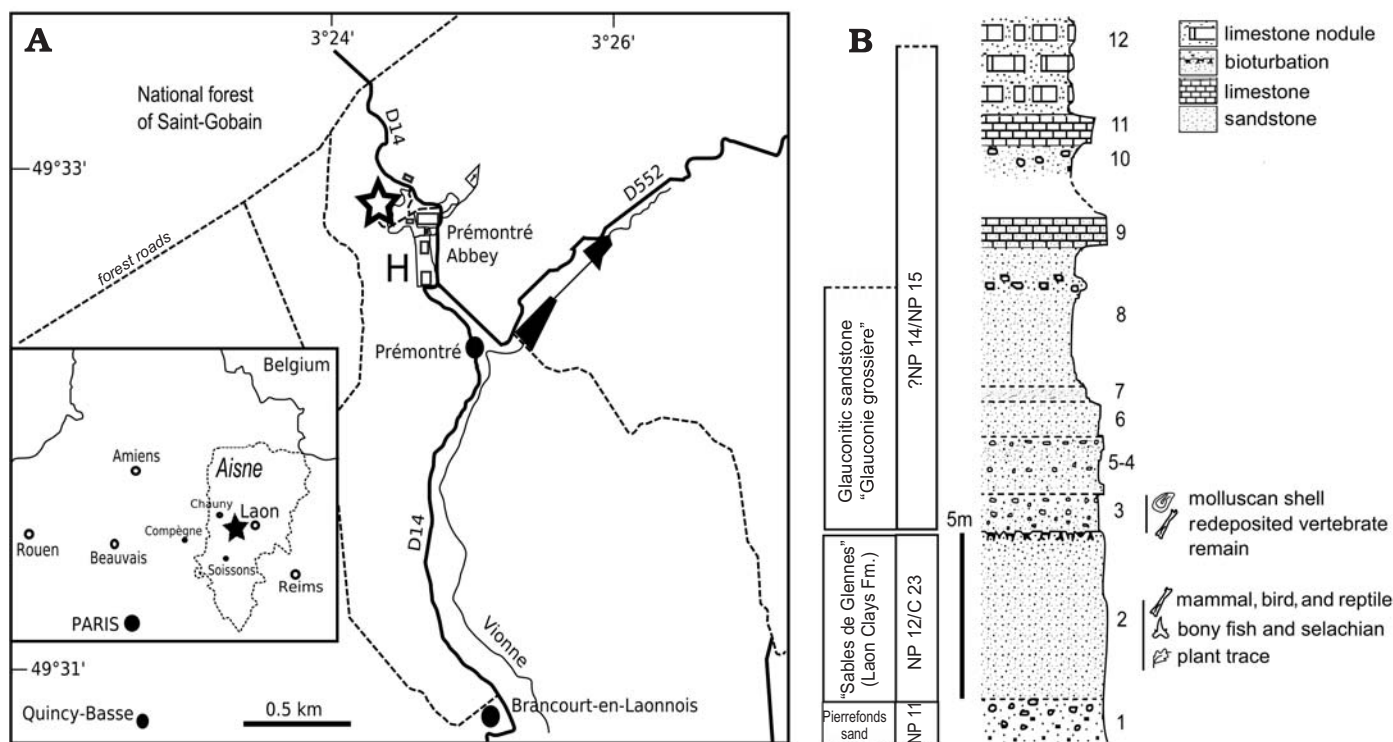 A
3°24'
3°26'
National forest
of Saint-Gobain
D14
49°33'
D552
Prémontré
Abbey
forest roads
H
Prémontré
Belgium
Amiens
Aisne
Chauny
Laon
Compègne
Rouen
Beauvais
Soissons
Reims
PARIS
D14
Vionne
49°31'
Quincy-Basse
0.5 km
Brancourt-en-Laonnois
B
12
11
10
9
8
7
6
5-4
3
2
1
limestone nodule
bioturbation
limestone
sandstone
?NP 14/NP 15
Glauconitic sandstone
“Glauconie grossière”
5m
molluscan shell
redeposited vertebrate
remain
“Sables de Glennes”
(Laon Clays Fm.)
NP 12/C 23
mammal, bird, and reptile
bony fish and selachian
plant trace
Pierrefonds
sand
NP 11